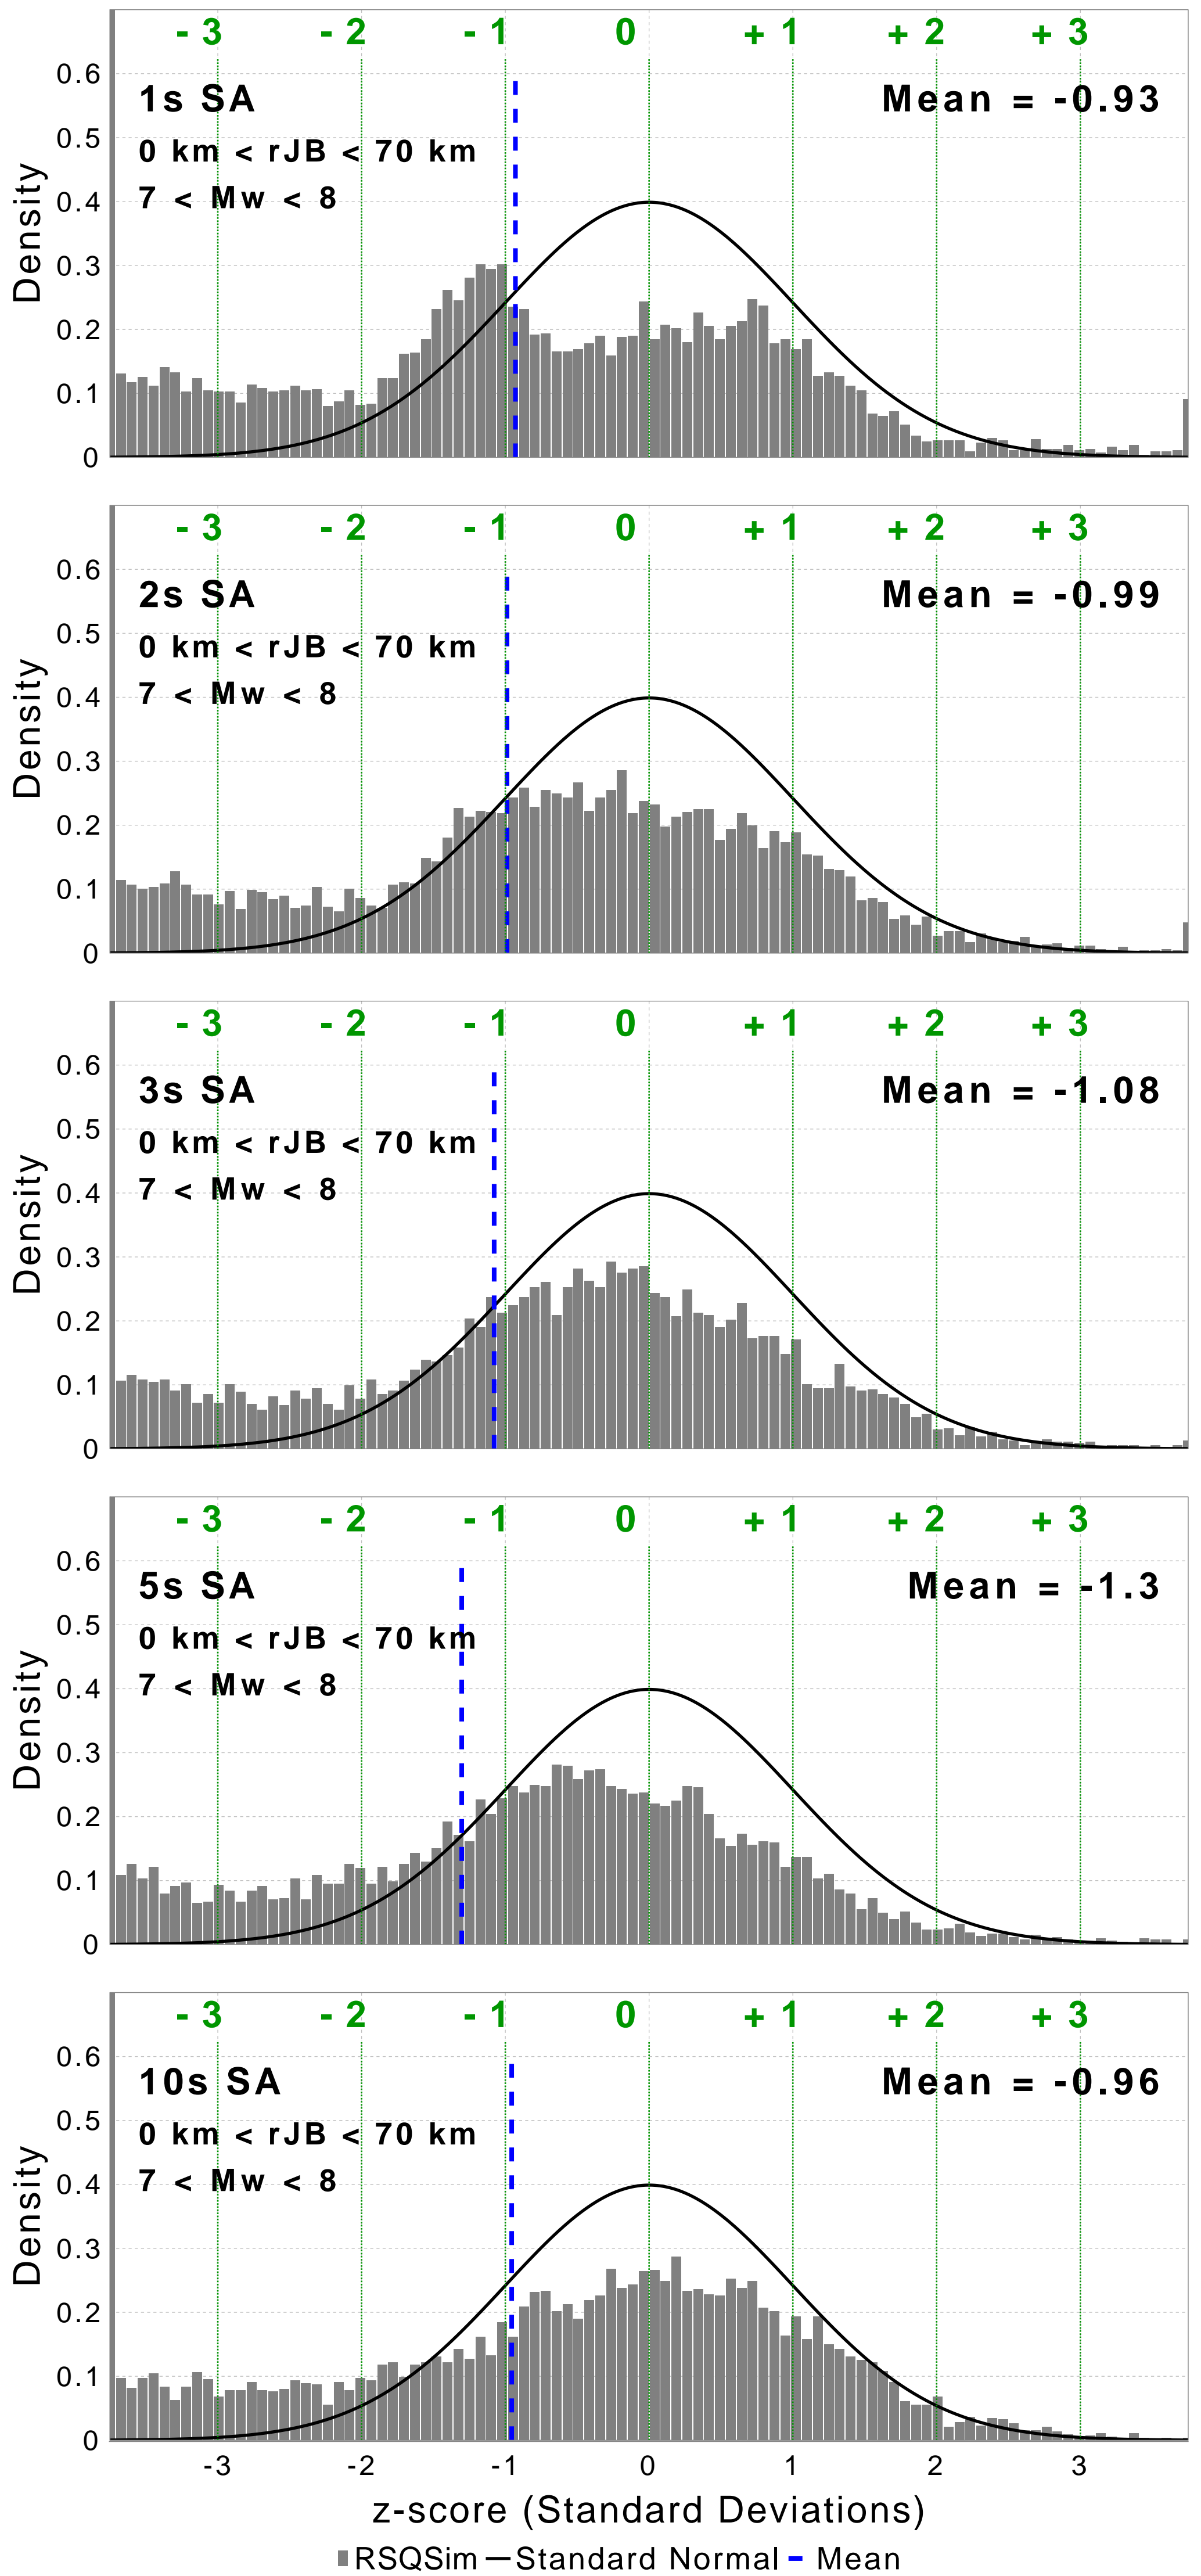 - 3 - 2 - 1 0 + 1 + 2 + 3
0.6
1s SA Mean = -0.93
0.5
0 km < rJB < 70 km
7 < Mw < 8
0.4
Density
0.3
0.2
0.1
0
- 3 - 2 - 1 0 + 1 + 2 + 3
0.6
2s SA Mean = -0.99
0.5
0 km < rJB < 70 km
7 < Mw < 8
0.4
Density
0.3
0.2
0.1
0
- 3 - 2 - 1 0 + 1 + 2 + 3
0.6
3s SA Mean = -1.08
0.5
0 km < rJB < 70 km
7 < Mw < 8
0.4
Density
0.3
0.2
0.1
0
- 3 - 2 - 1 0 + 1 + 2 + 3
0.6
5s SA Mean = -1.3
0.5
0 km < rJB < 70 km
7 < Mw < 8
0.4
Density
0.3
0.2
0.1
0
- 3 - 2 - 1 0 + 1 + 2 + 3
0.6
10s SA Mean = -0.96
0.5
0 km < rJB < 70 km
7 < Mw < 8
0.4
Density
0.3
0.2
0.1
0
-3 -2 -1 0 1 2 3
z-score (Standard Deviations)
RSQSim Standard Normal Mean